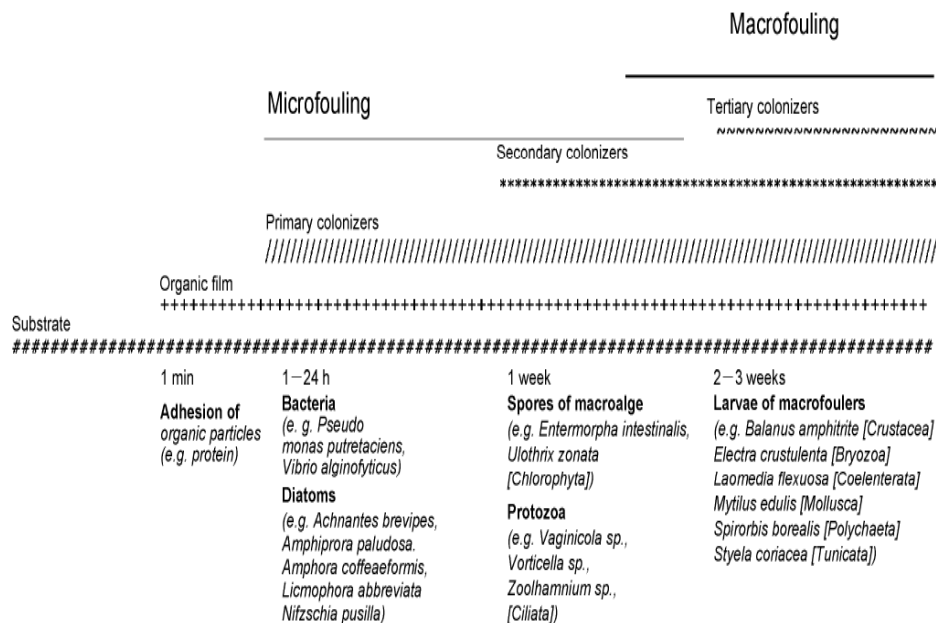 Macrofouling
Microfouling
Tertiary colonizers
~~~~~~~~~~~~~~~~~~~~~~
Secondary colonizers
**********************************************************
Primary colonizers
////////////////////////////////////////////////////////////////////////////////
Organic film
++++++++++++++++++++++++++++++++++++++++++++++++++++++++++++++++++++++++++
Substrate
################################################################################################
1 min
Adhesion of
organic particles
(e.g. protein)
1–24 h
Bacteria
(e. g. Pseudo
monas putretaciens,
Vibrio alginofyticus)
Diatoms
(e.g. Achnantes brevipes,
Amphiprora paludosa.
Amphora coffeaeformis,
Licmophora abbreviata
Nifzschia pusilla)
1 week
Spores of macroalge
(e.g. Entermorpha intestinalis,
Ulothrix zonata
[Chlorophyta])
Protozoa
(e.g. Vaginicola sp.,
Vorticella sp.,
Zoolhamnium sp.,
[Ciliata])
2–3 weeks
Larvae of macrofoulers
(e.g. Balanus amphitrite [Crustacea]
Electra crustulenta [Bryozoa]
Laomedia flexuosa [Coelenterata]
Mytilus edulis [Mollusca]
Spirorbis borealis [Polychaeta]
Styela coriacea [Tunicata])